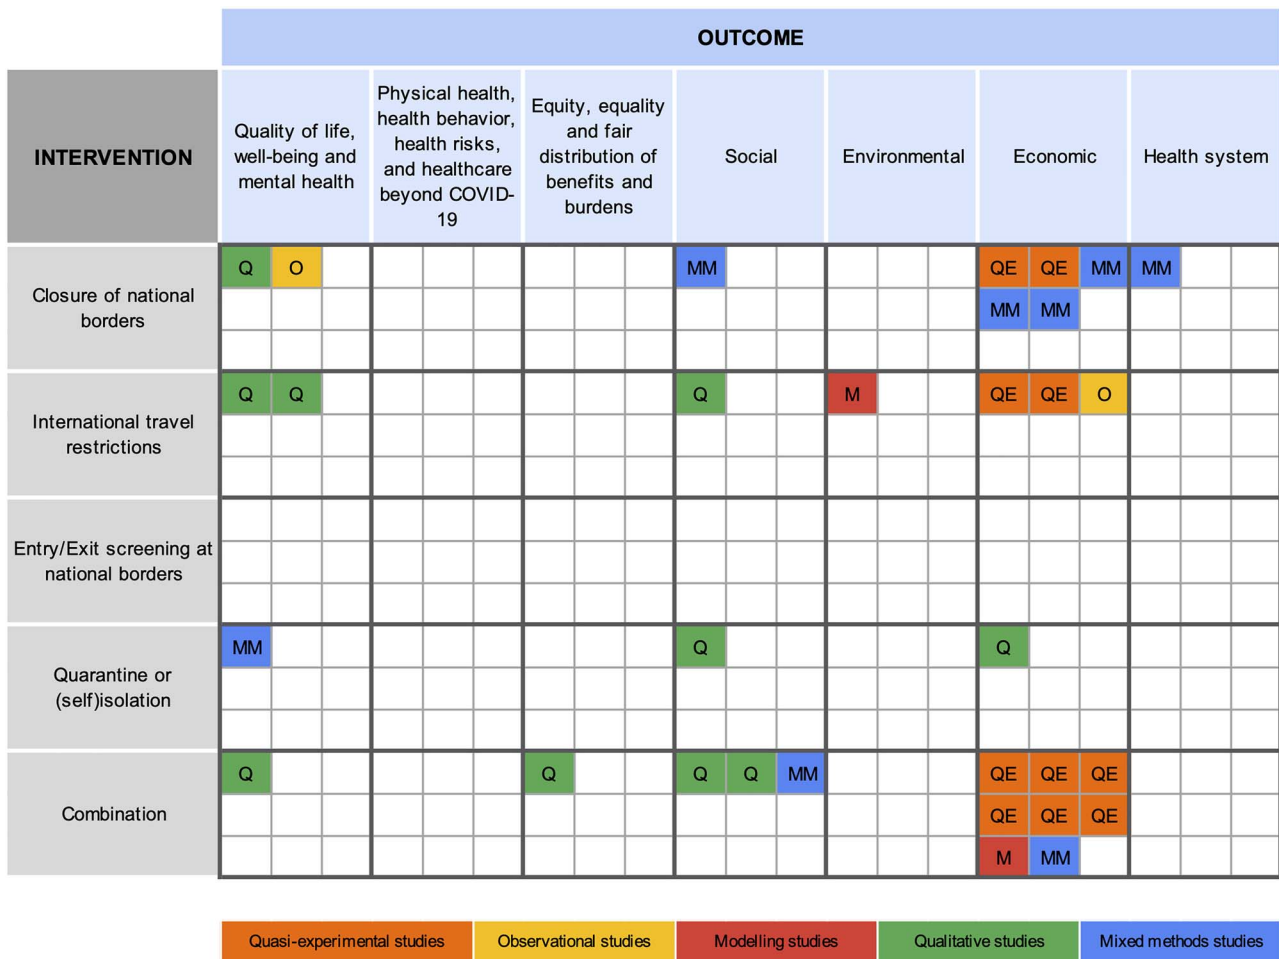 OUTCOME
INTERVENTION
Quality of life,
well-being and
mental health
Physical health,
health behavior,
health risks,
and healthcare
beyond COVID-
19
Equity, equality
and fair
distribution of
benefits and
burdens
Social
Environmental
Economic
Health system
Closure of national
borders
Q O MM QE QE MM MM
MM MM
International travel
restrictions
Q Q Q M QE QE O
Entry/Exit screening at
national borders
Quarantine or
(self)isolation
MM Q Q
Combination
Q Q Q Q MM QE QE QE
QE QE QE
M MM
Quasi-experimental studies
Observational studies
Modelling studies
Qualitative studies
Mixed methods studies